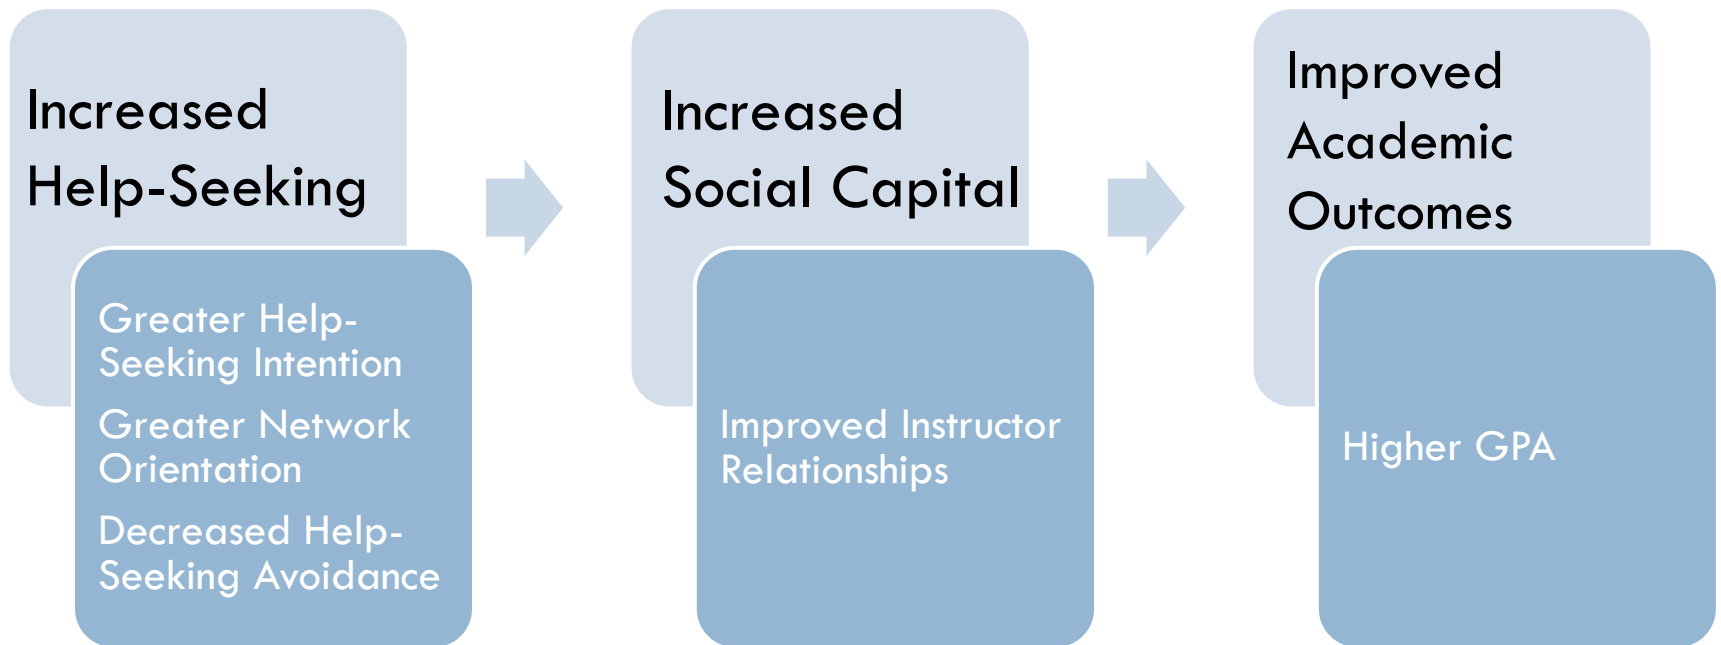 Increased
Help-Seeking
Greater Help-
Seeking Intention
Greater Network
Orientation
Decreased Help-
Seeking Avoidance
Increased
Social Capital
Improved Instructor
Relationships
Improved
Academic
Outcomes
Higher GPA